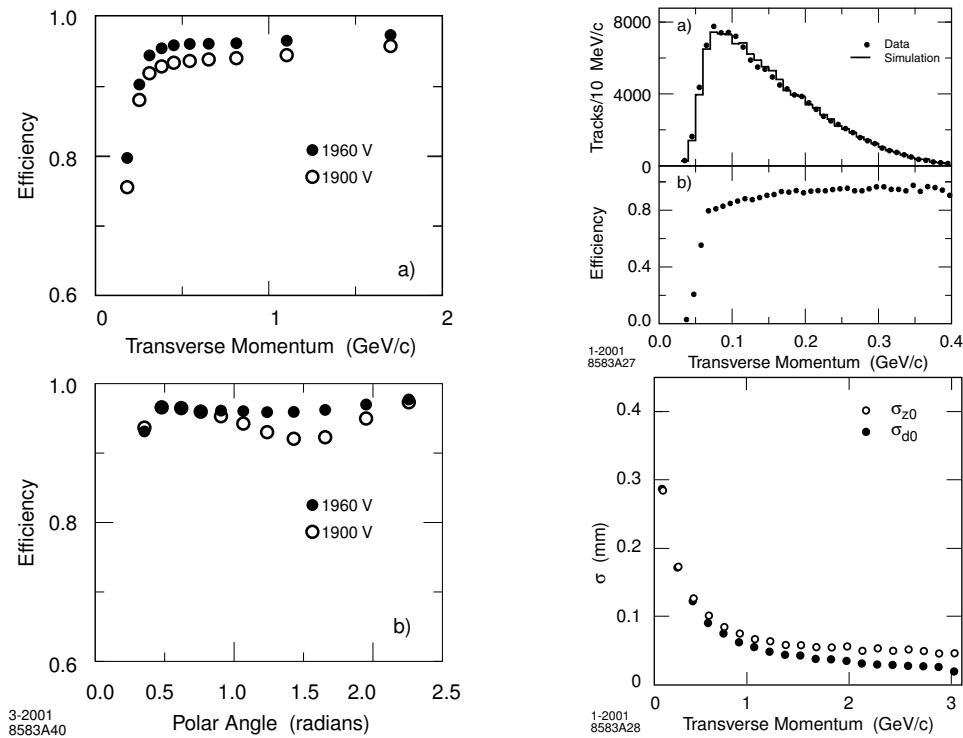 1.0
0.8
0.6
Efficiency
1960 V
1900 V
a)
0
1
2
Transverse Momentum (GeV/c)
1.0
0.8
0.6
Efficiency
1960 V
1900 V
b)
0.0
0.5
1.0
1.5
2.0
2.5
Polar Angle (radians)
3-2001
8583A40
8000
4000
0
Tracks/10 MeV/c
a)
Data
Simulation
b)
0.8
0.4
0.0
Efficiency
0.0
0.1
0.2
0.3
0.4
Transverse Momentum (GeV/c)
1-2001
8583A27
0.4
0.3
0.2
0.1
0
σ (mm)
σz0
σd0
0
1
2
3
Transverse Momentum (GeV/c)
1-2001
8583A28